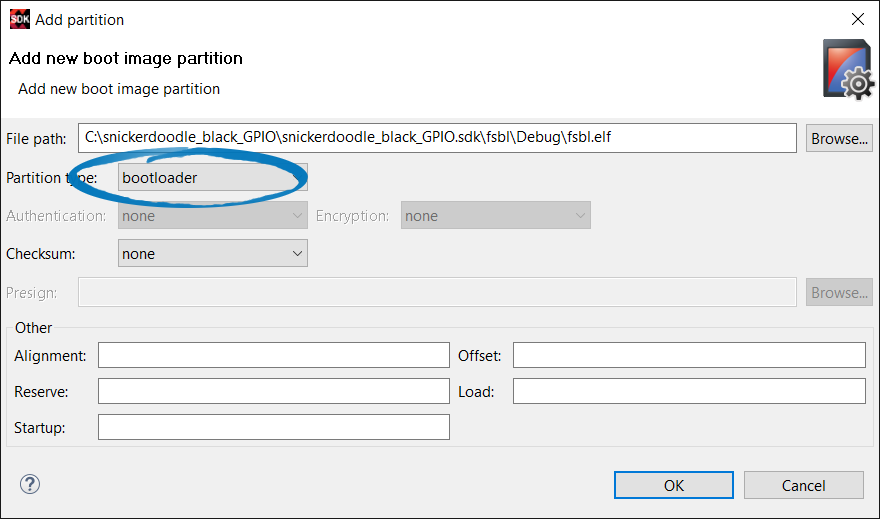 SDK Add partition
Add new boot image partition
Add new boot image partition
File path: C:\snickerdoodle_black_GPIO\snickerdoodle_black_GPIO.sdk\fsbl\Debug\fsbl.elf Browse...
Partition type: bootloader
Authentication: none Encryption: none
Checksum: none
Presign: Browse...
Other
Alignment: Offset:
Reserve: Load:
Startup:
? OK Cancel